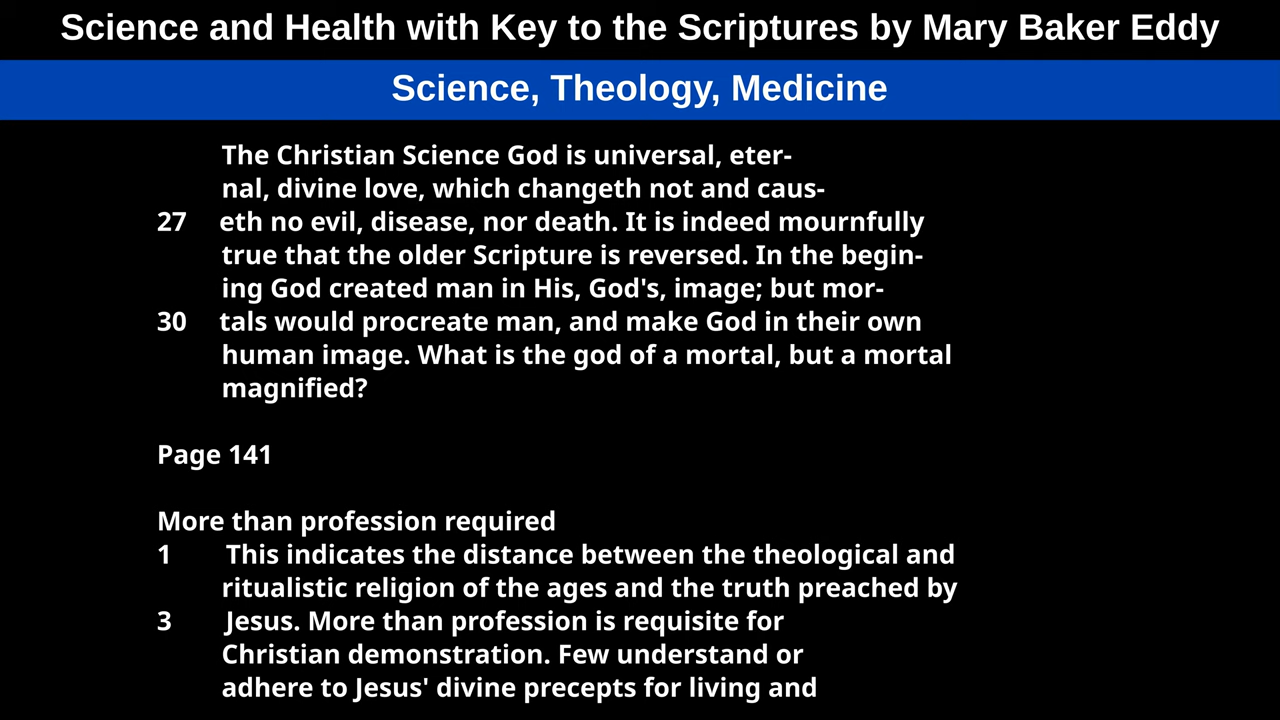 Science and Health with Key to the Scriptures by Mary Baker Eddy
Science, Theology, Medicine
The Christian Science God is universal, eter-
nal, divine love, which changeth not and caus-
27 eth no evil, disease, nor death. It is indeed mournfully
true that the older Scripture is reversed. In the begin-
ing God created man in His, God's, image; but mor-
30 tals would procreate man, and make God in their own
human image. What is the god of a mortal, but a mortal
magnified?
Page 141
More than profession required
1 This indicates the distance between the theological and
ritualistic religion of the ages and the truth preached by
3 Jesus. More than profession is requisite for
Christian demonstration. Few understand or
adhere to Jesus' divine precepts for living and